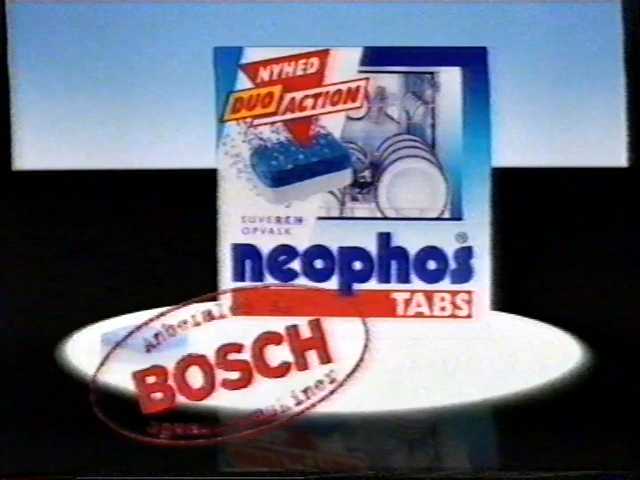 NYHED
DUO ACTION
SUVEREN
OPVASK
neophos®
TABS
BOSCH